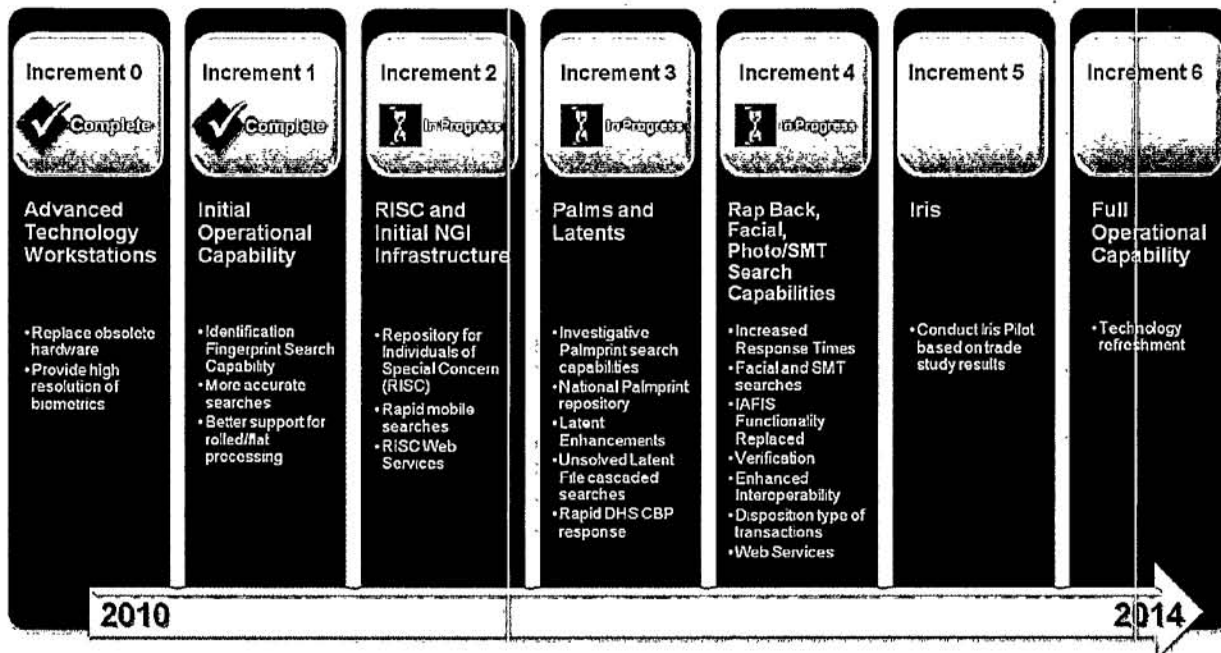 Increment 0
Complete
Advanced
Technology
Workstations
• Replace obsolete
hardware
• Provide high
resolution of
biometrics
Increment 1
Complete
Initial
Operational
Capability
• Identification
Fingerprint Search
Capability
• More accurate
searches
• Better support for
rolled/flat
processing
Increment 2
In Progress
RISC and
Initial NGI
Infrastructure
• Repository for
Individuals of
Special Concern
(RISC)
• Rapid mobile
searches
• RISC Web
Services
Increment 3
In Progress
Palms and
Latents
• Investigative
Palmprint search
capabilities
• National Palmprint
repository
• Latent
Enhancements
• Unsolved Latent
File cascaded
searches
• Rapid DHS CBP
response
Increment 4
In Progress
Rap Back,
Facial,
Photo/SMT
Search
Capabilities
• Increased
Response Times
• Facial and SMT
searches
• IAFIS
Functionality
Replaced
• Verification
• Enhanced
Interoperability
• Disposition type of
transactions
• Web Services
Increment 5
Iris
• Conduct Iris Pilot
based on trade
study results
Increment 6
Full
Operational
Capability
• Technology
refreshment
2010
2014